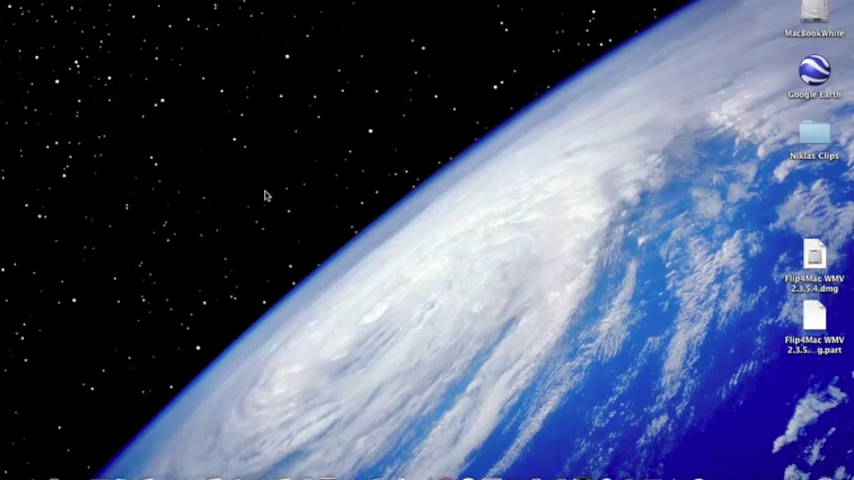 MacBookWhite
Google Earth
Niklas Clips
Flip4Mac WMV
2.3.5.4.dmg
Flip4Mac WMV
2.3.5....g.part